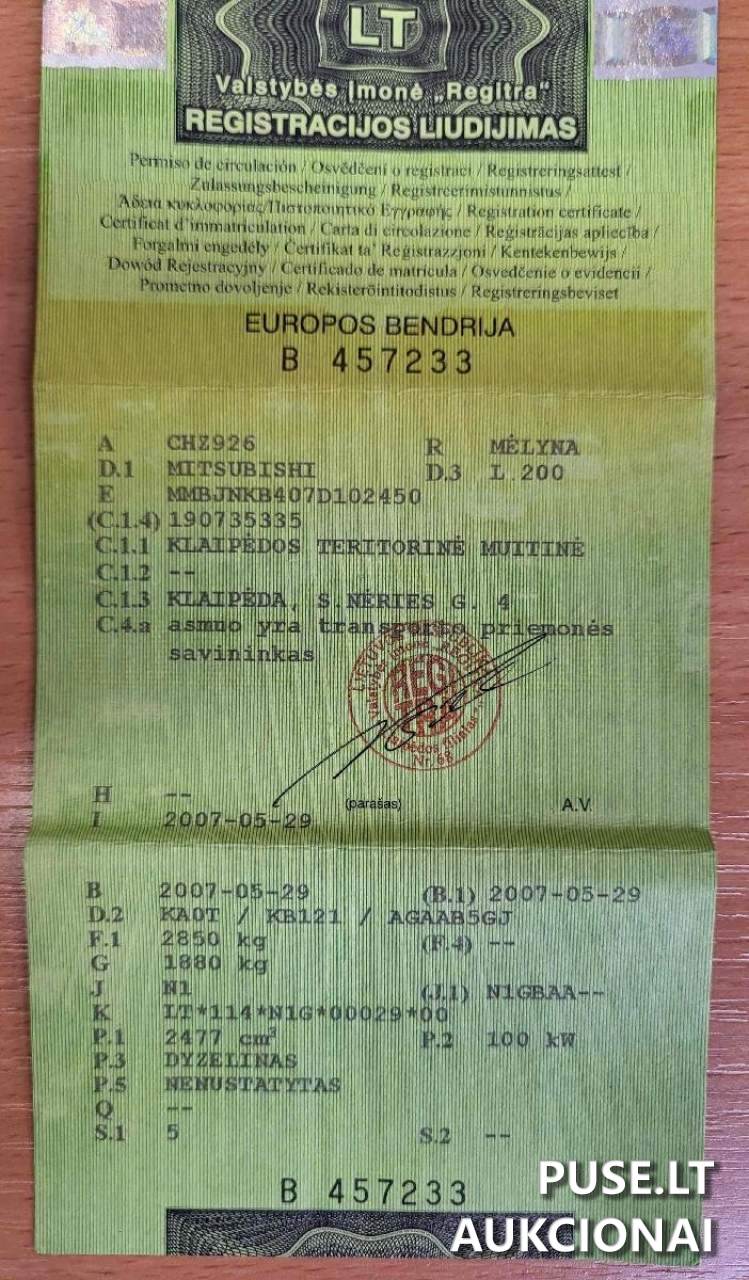 LT
Valstybės Įmonė „Regitra"
REGISTRACIJOS LIUDIJIMAS
Permiso de circulación / Osvědčení o registraci / Registreringsattest /
Zulassungsbescheinigung / Registreerimistunnistus /
Άδεια κυκλοφορίας/Πιστοποιητικό Εγγραφής / Registration certificate /
Certificat d'immatriculation / Carta di circolazione / Reģistrācijas apliecība /
Forgalmi engedély / Ċertifikat ta' Reġistrazzjoni / Kentekenbewijs /
Dowód Rejestracyjny / Certificado de matrícula / Osvedčenie o evidencii /
Prometno dovoljenje / Rekisteröintitodistus / Registreringsbeviset
EUROPOS BENDRIJA
B 457233
A CHZ926 R MĖLYNA
D.1 MITSUBISHI D.3 L 200
E MMBJNKB407D102450
(C.1.4) 190735335
C.1.1 KLAIPĖDOS TERITORINĖ MUITINĖ
C.1.2 --
C.1.3 KLAIPĖDA, S.NĖRIES G. 4
C.4.a asmuo yra transporto priemonės
savininkas
REGITRA
Nr. 68
H --
(parašas) A.V.
I 2007-05-29
B 2007-05-29 (B.1) 2007-05-29
D.2 KA0T / KB121 / AGAAB5GJ
F.1 2850 kg (F.4) --
G 1880 kg
J N1 (J.1) N1GBAA--
K LT*114*N1G*00029*00
P.1 2477 cm³ P.2 100 kW
P.3 DYZELINAS
P.5 NENUSTATYTAS
Q --
S.1 5 S.2 --
B 457233
PUSE.LT
AUKCIONAI